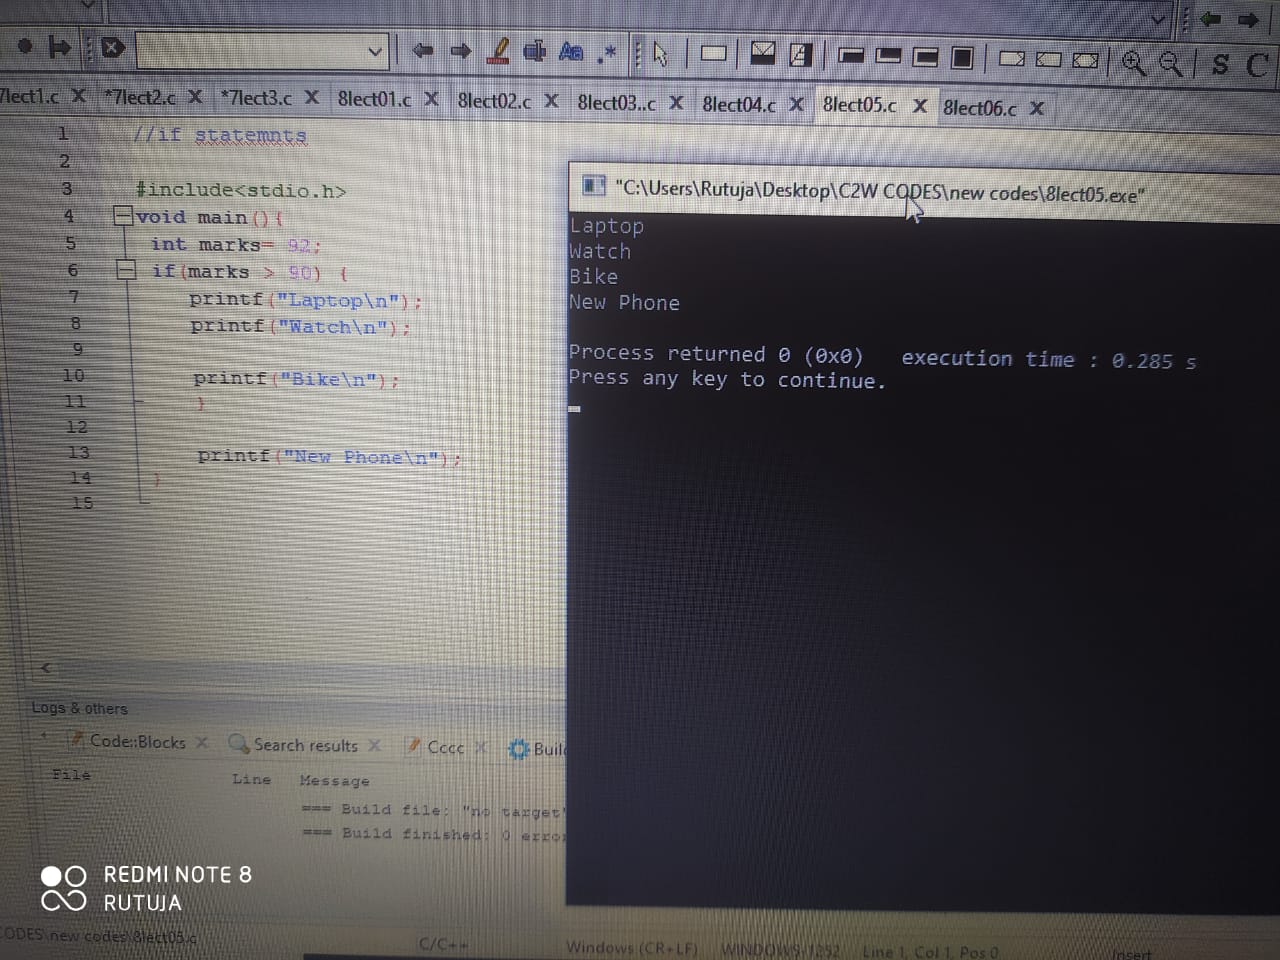 7lect1.c X *7lect2.c X *7lect3.c X 8lect01.c X 8lect02.c X 8lect03..c X 8lect04.c X 8lect05.c X 8lect06.c X
1 //if statemnts
2
3 #include<stdio.h>
4 void main(){
5 int marks= 92;
6 if(marks > 90) {
7 printf("Laptop\n");
8 printf("Watch\n");
9
10 printf("Bike\n");
11 }
12
13 printf("New Phone\n");
14 }
15
"C:\Users\Rutuja\Desktop\C2W CODES\new codes\8lect05.exe"
Laptop
Watch
Bike
New Phone
Process returned 0 (0x0) execution time : 0.285 s
Press any key to continue.
Logs & others
Code::Blocks X Search results X Cccc X Buil
File Line Message
=== Build file: "no target"
=== Build finished: 0 erro
REDMI NOTE 8
RUTUJA
CODES\new codes\8lect05.c C/C++ Windows (CR+LF) WINDOWS-1252 Line 1, Col 1, Pos 0 Insert